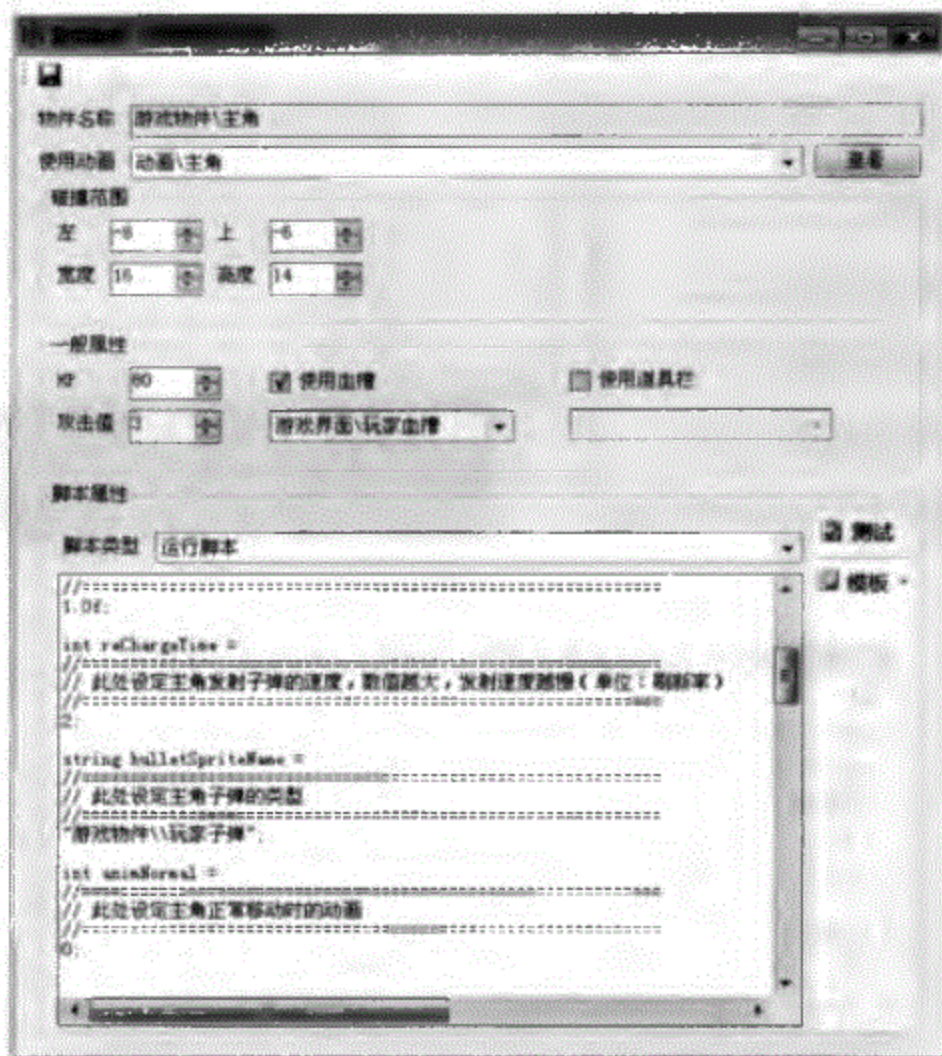 物件名称 游戏物件\主角
使用动画 动画\主角 查看
碰撞范围
左 -8 上 -6
宽度 16 高度 14
一般属性
HP 使用血槽 使用道具栏
攻击值 3 游戏界面\玩家血槽
脚本属性
脚本类型 运行脚本 测试
模板
//============================================================
1.0f;
int reChargeTime =
//============================================================
// 此处设定主角发射子弹的速度，数值越大，发射速度越慢（单位：刷新率）
//============================================================
2;
string bulletSpriteName =
//============================================================
// 此处设定主角子弹的类型
//============================================================
"游戏物件\\玩家子弹";
int animNormal =
//============================================================
// 此处设定主角正常移动时的动画
//============================================================
0;